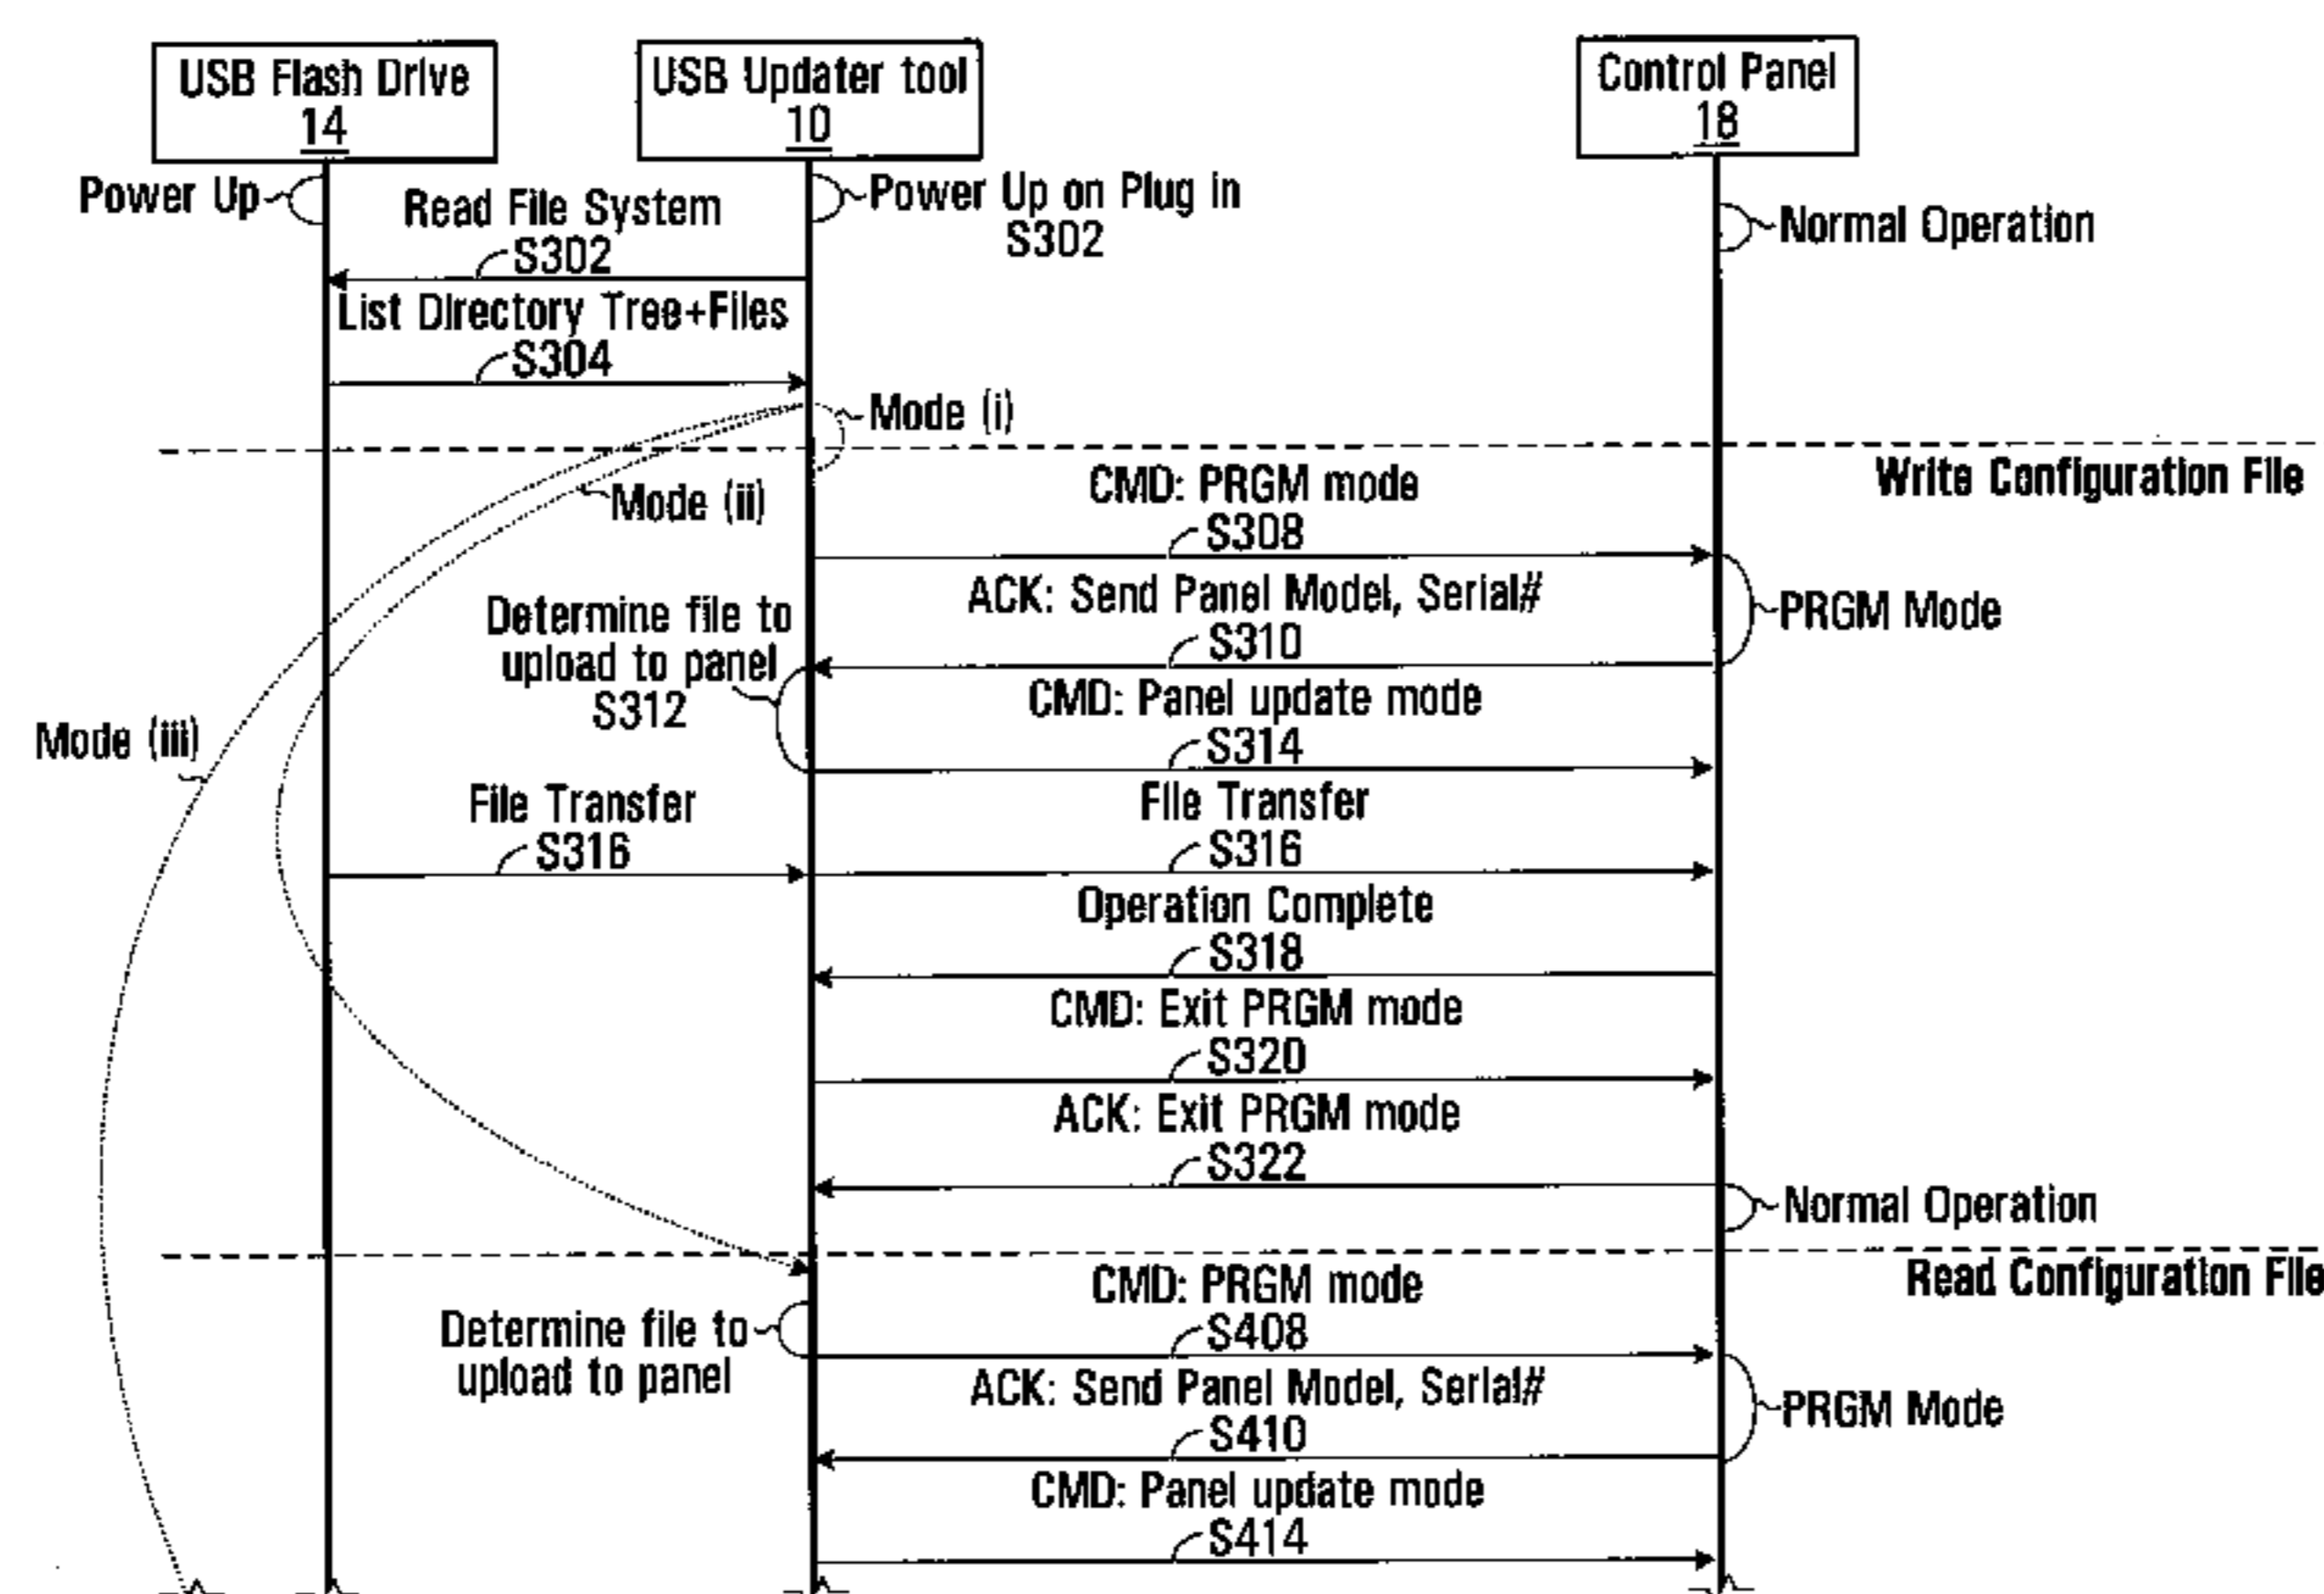 USB Flash Drive
14
USB Updater tool
10
Control Panel
18
Power Up
Read File System
S302
Power Up on Plug in
S302
Normal Operation
List Directory Tree+Files
S304
Mode (i)
Write Configuration File
Mode (ii)
CMD: PRGM mode
S308
ACK: Send Panel Model, Serial#
S310
PRGM Mode
Determine file to
upload to panel
S312
CMD: Panel update mode
S314
Mode (iii)
File Transfer
S316
File Transfer
S316
Operation Complete
S318
CMD: Exit PRGM mode
S320
ACK: Exit PRGM mode
S322
Normal Operation
Read Configuration File
CMD: PRGM mode
S408
Determine file to
upload to panel
ACK: Send Panel Model, Serial#
S410
PRGM Mode
CMD: Panel update mode
S414